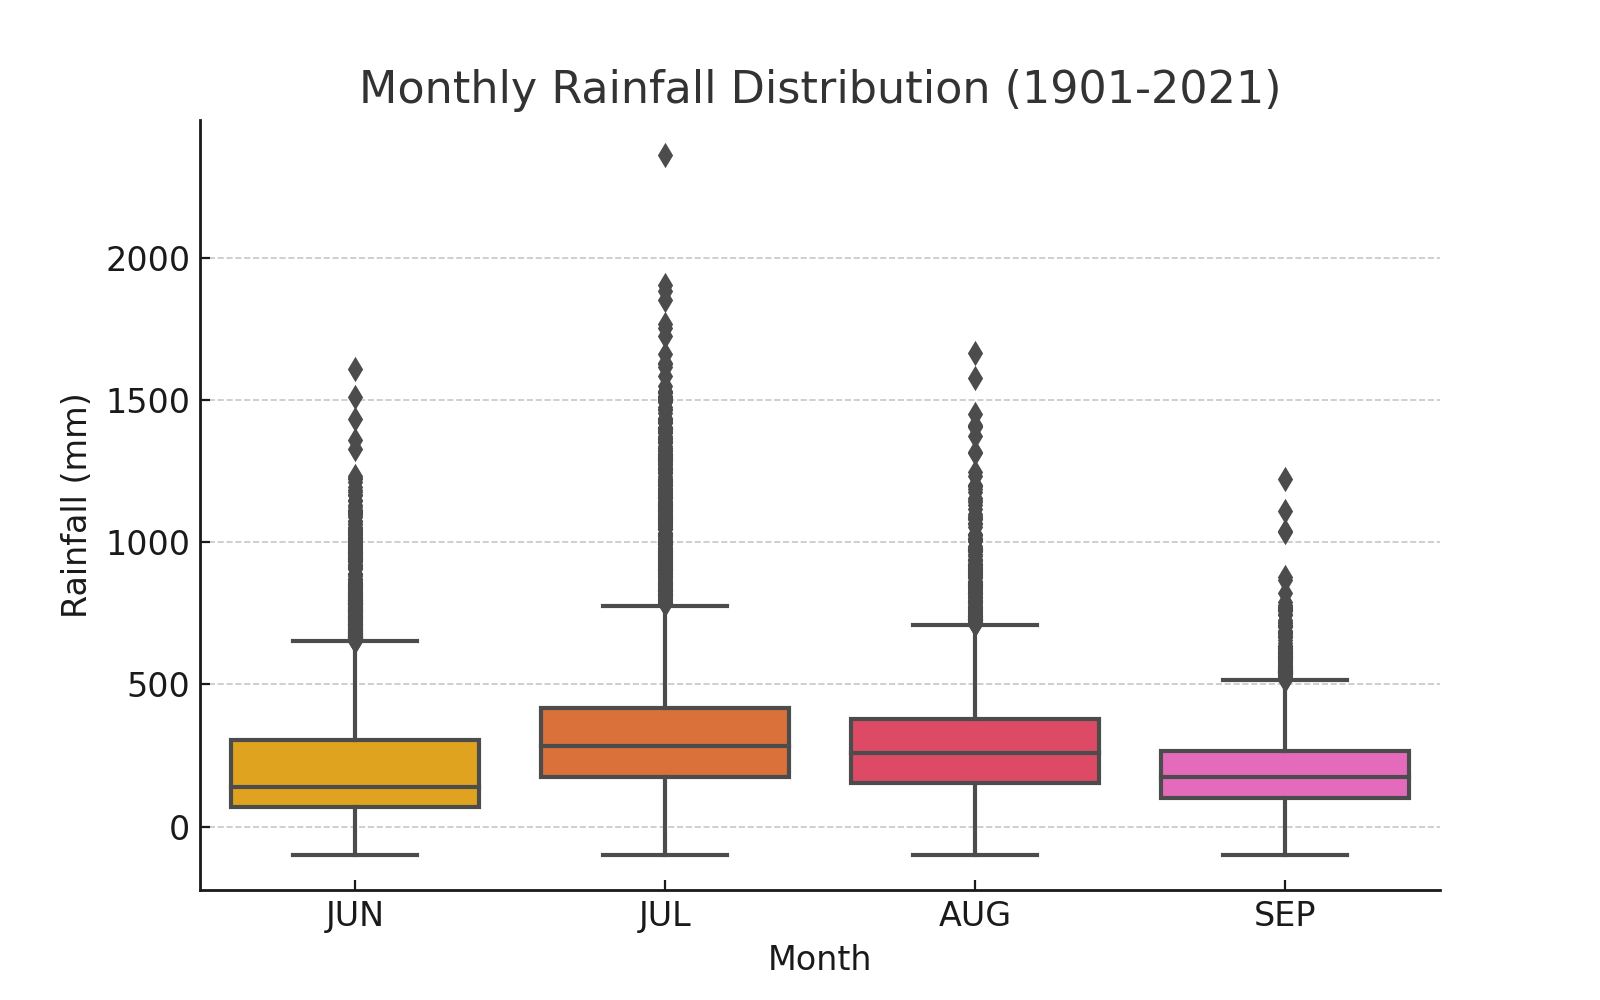 Monthly Rainfall Distribution (1901-2021)
Rainfall (mm)
2000
1500
1000
500
0
JUN JUL AUG SEP
Month